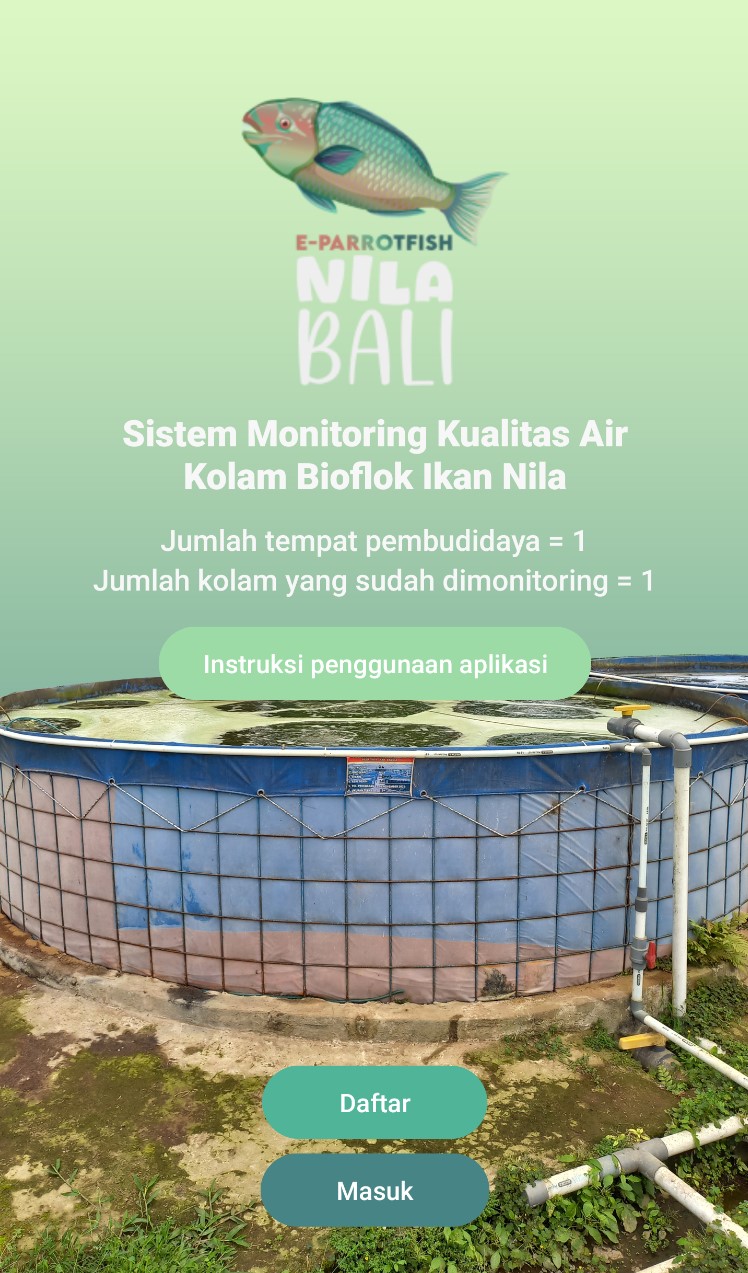 E-PARROTFISH
NILA
BALI
Sistem Monitoring Kualitas Air
Kolam Bioflok Ikan Nila
Jumlah tempat pembudidaya = 1
Jumlah kolam yang sudah dimonitoring = 1
Instruksi penggunaan aplikasi
Daftar
Masuk